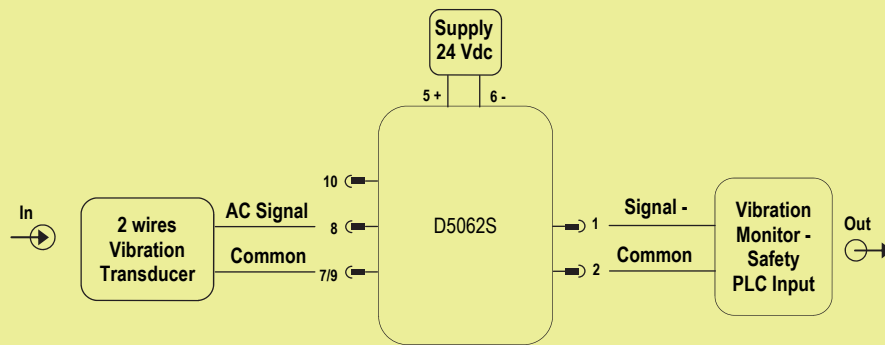 Supply
24 Vdc
5 +
6 -
10
In
AC Signal
8
2 wires
Vibration
Transducer
Common
7/9
D5062S
1
Signal -
2
Common
Vibration
Monitor -
Safety
PLC Input
Out